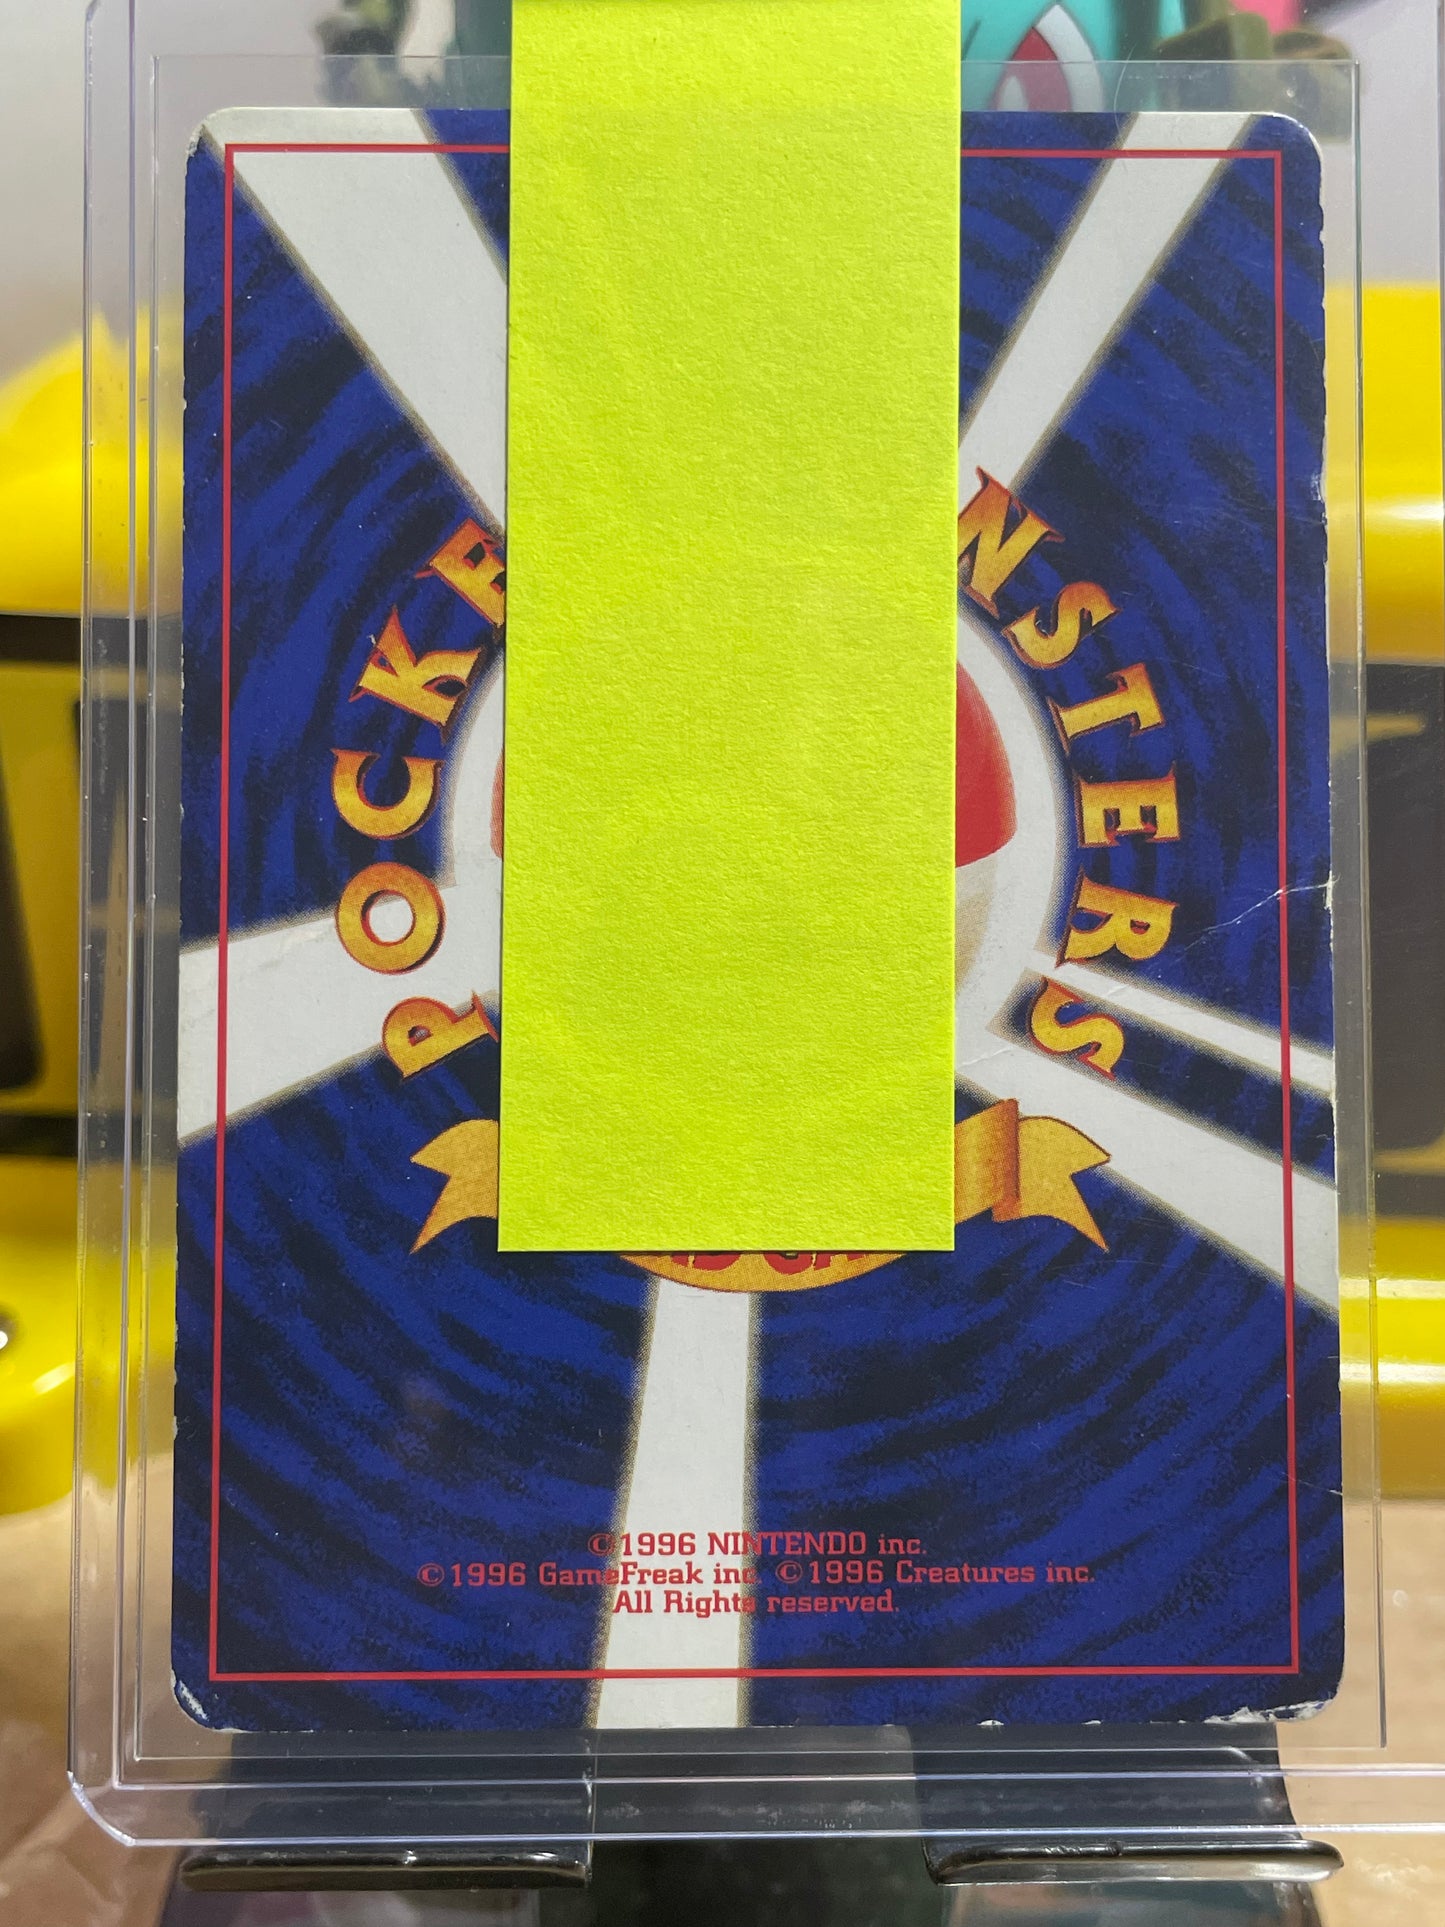 POCKE
NSTERS
©1996 NINTENDO inc.
©1996 GameFreak inc. ©1996 Creatures inc.
All Rights reserved.